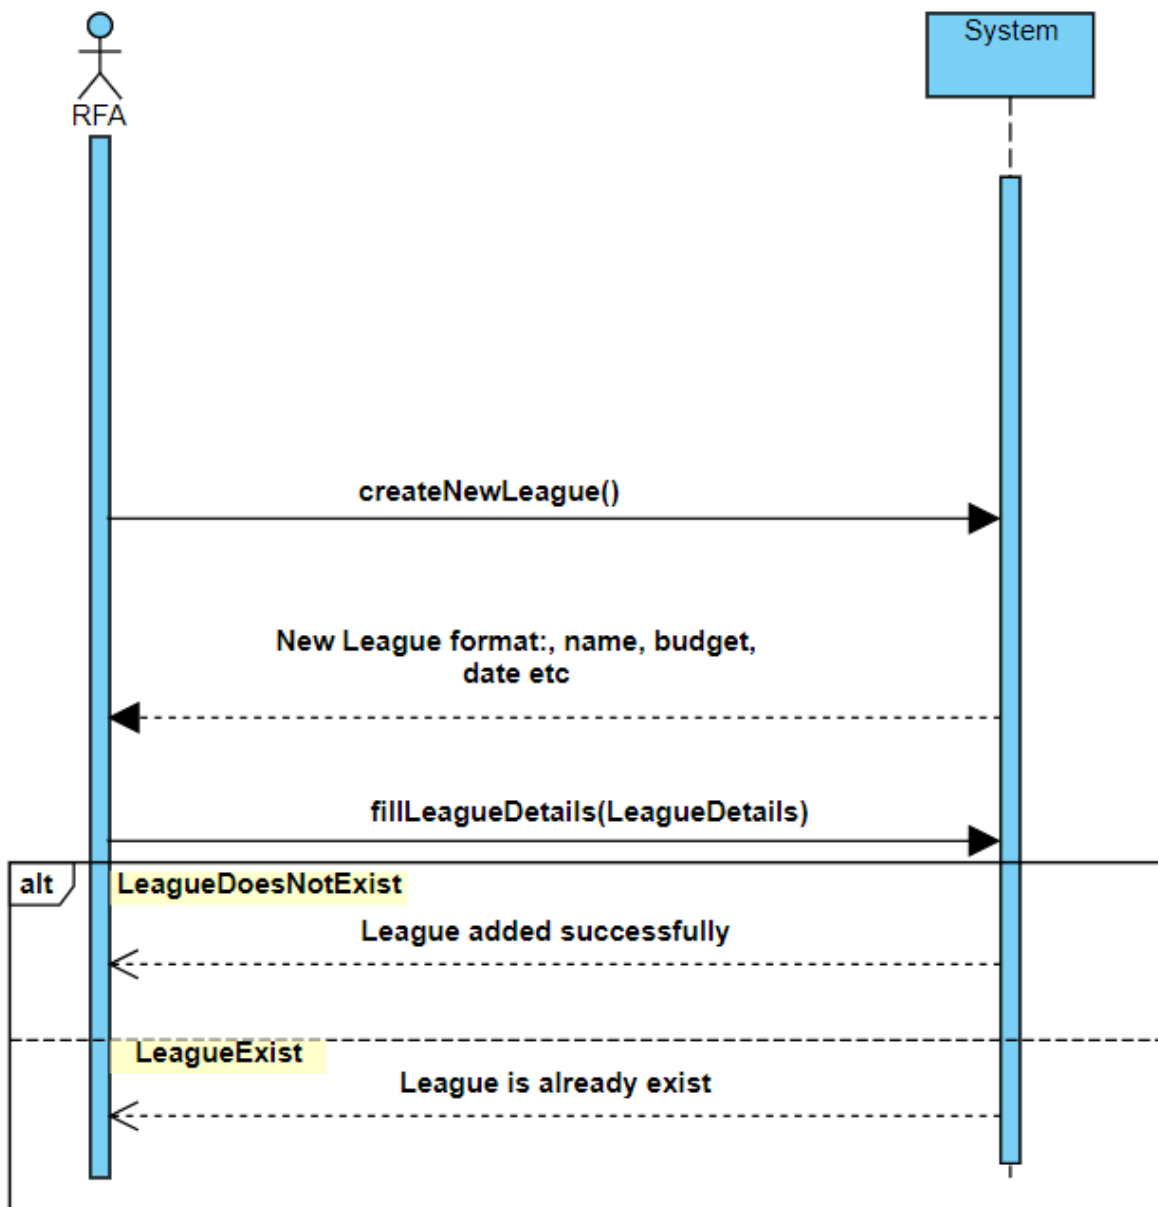 System
RFA
createNewLeague()
New League format:, name, budget,
date etc
fillLeagueDetails(LeagueDetails)
alt
LeagueDoesNotExist
League added successfully
LeagueExist
League is already exist